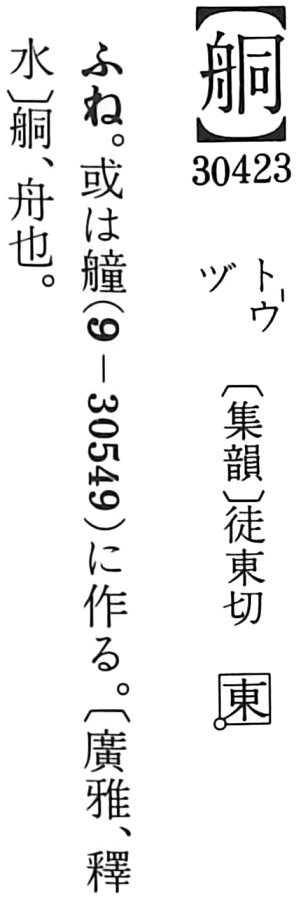 【舸】
30423
トウ
ヅ
〔集韻〕徒東切 東
ふね。或は艟(9-30549)に作る。〔廣雅、釋
水〕舸、舟也。